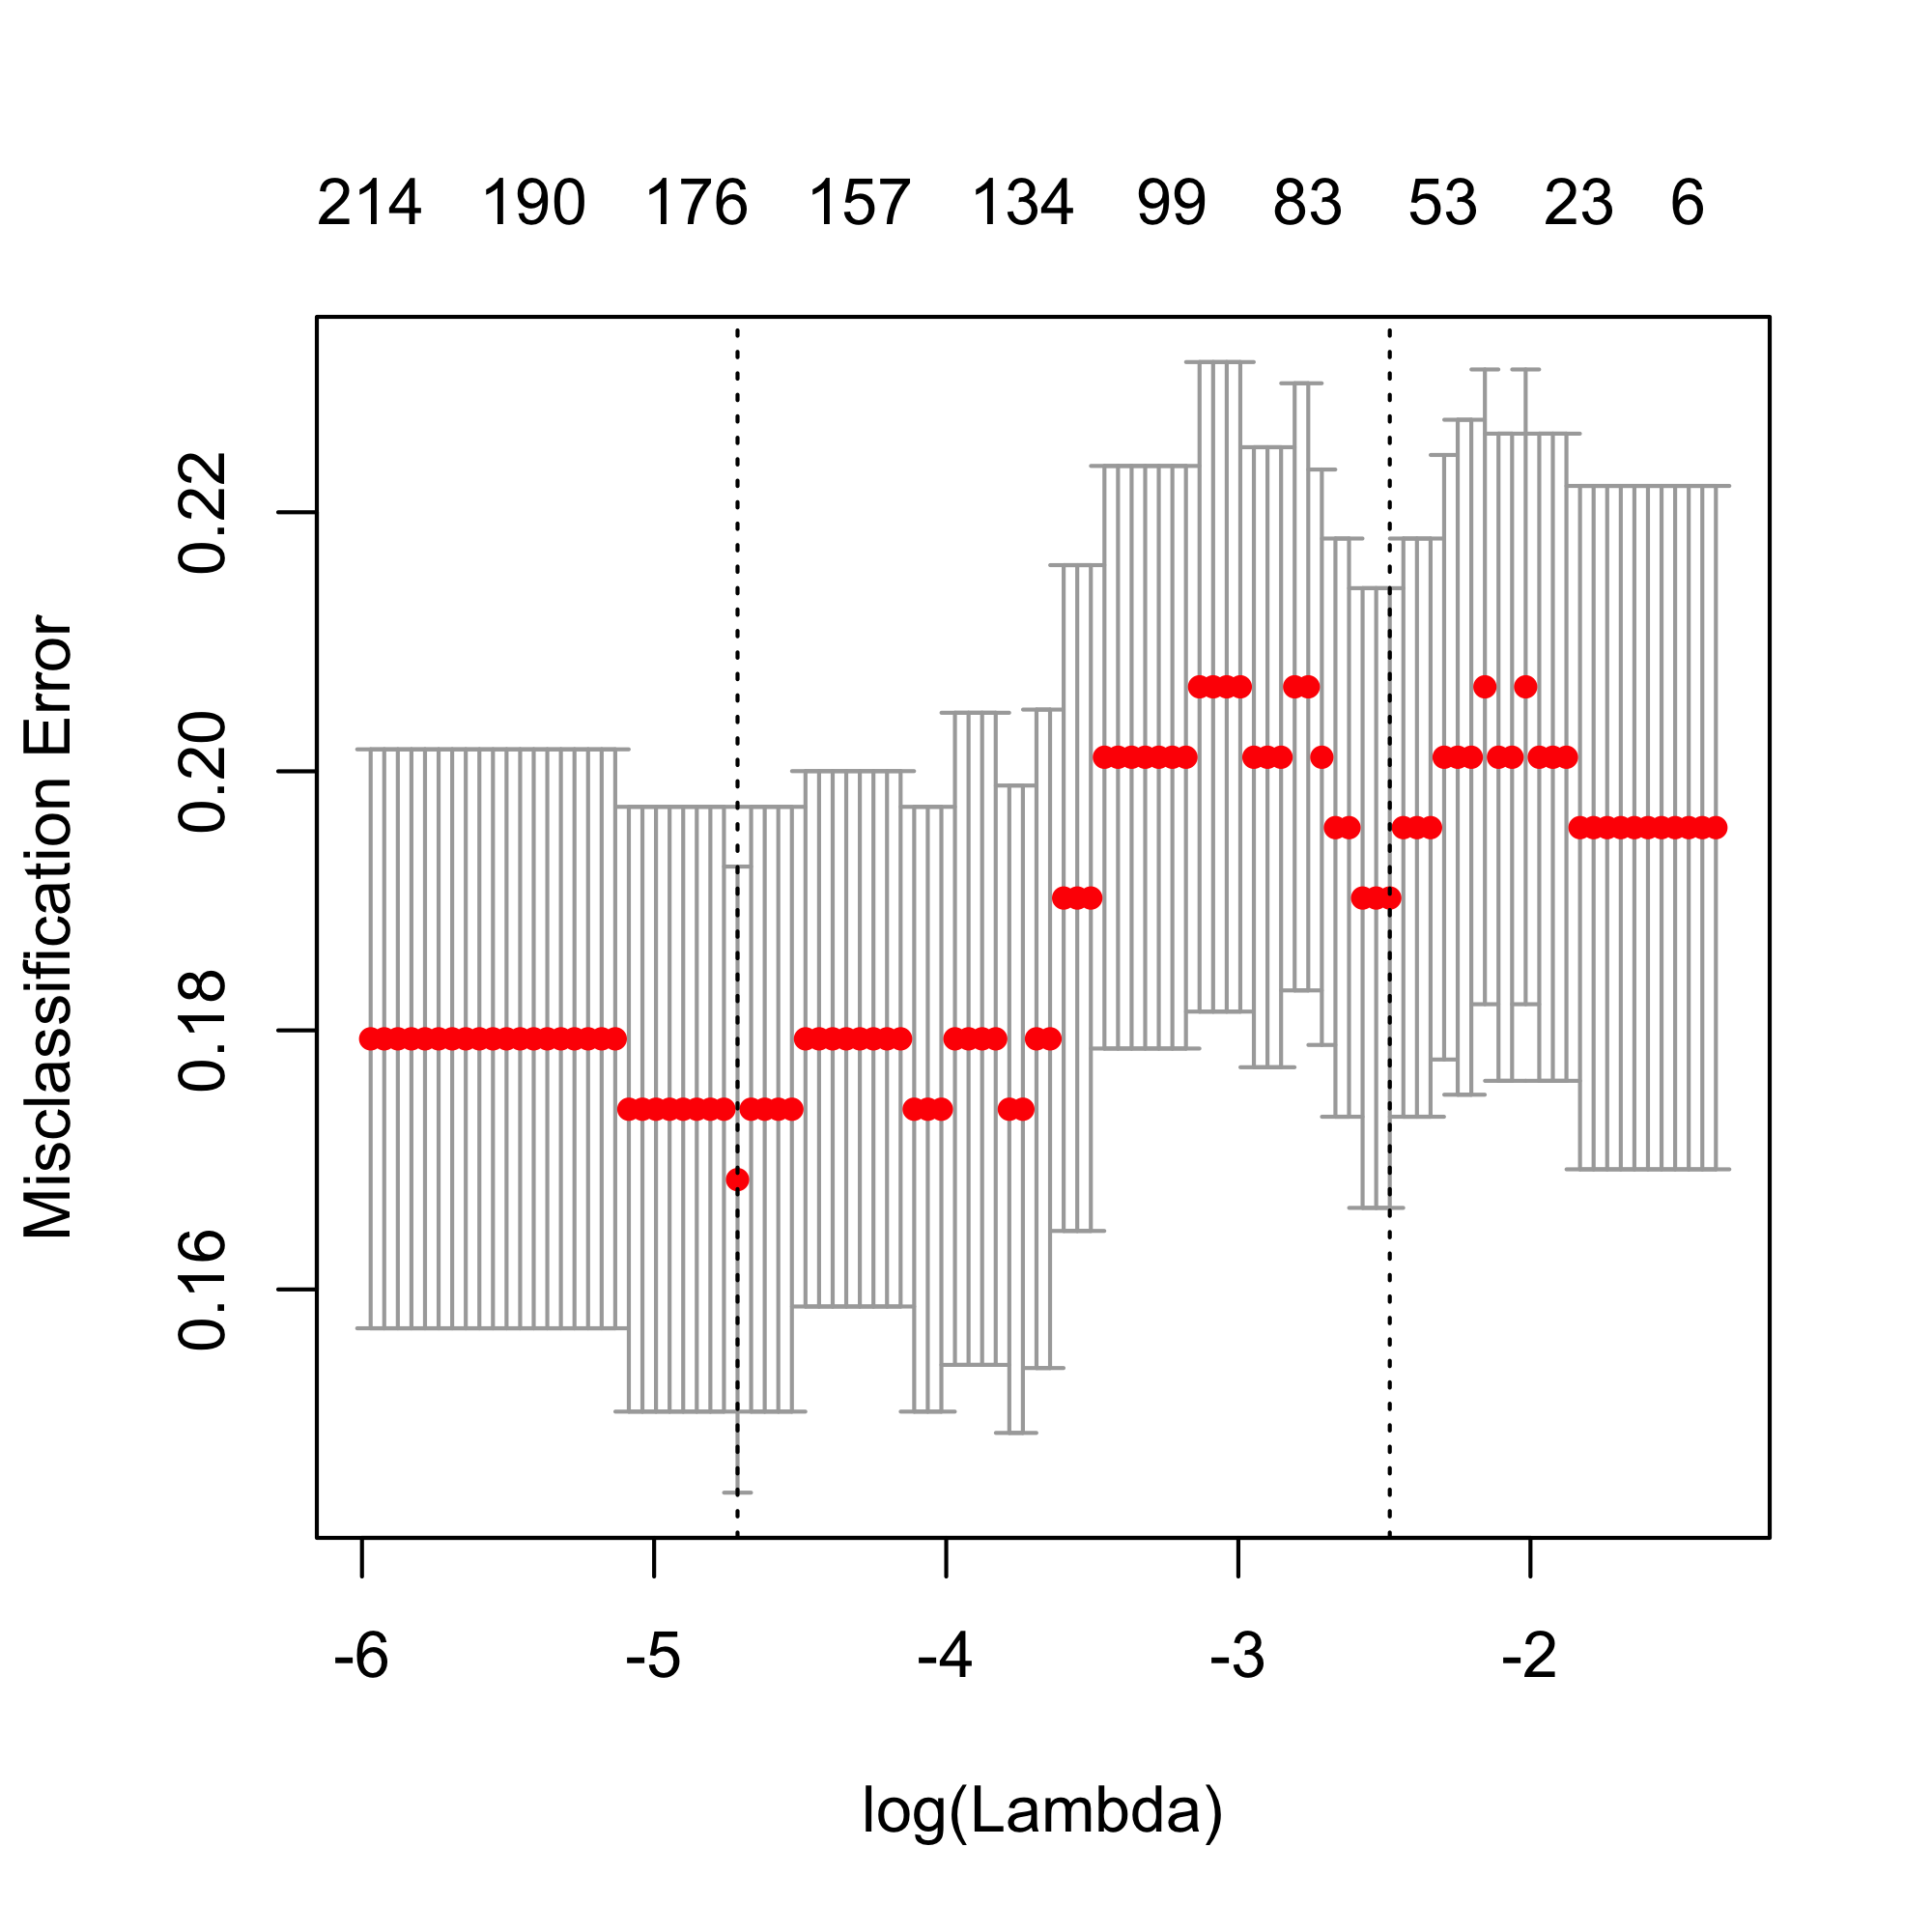 214 190 176 157 134 99 83 53 23 6
Misclassification Error
0.22
0.20
0.18
0.16
-6 -5 -4 -3 -2
log(Lambda)